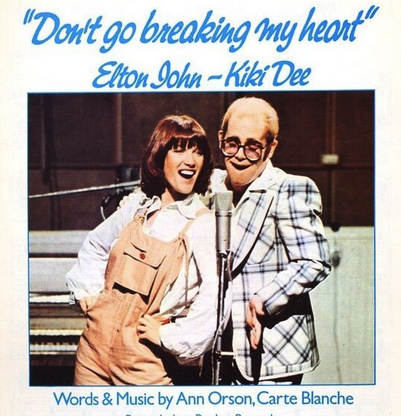 "Don't go breaking my heart"
Elton John ~ Kiki Dee
Words & Music by Ann Orson, Carte Blanche